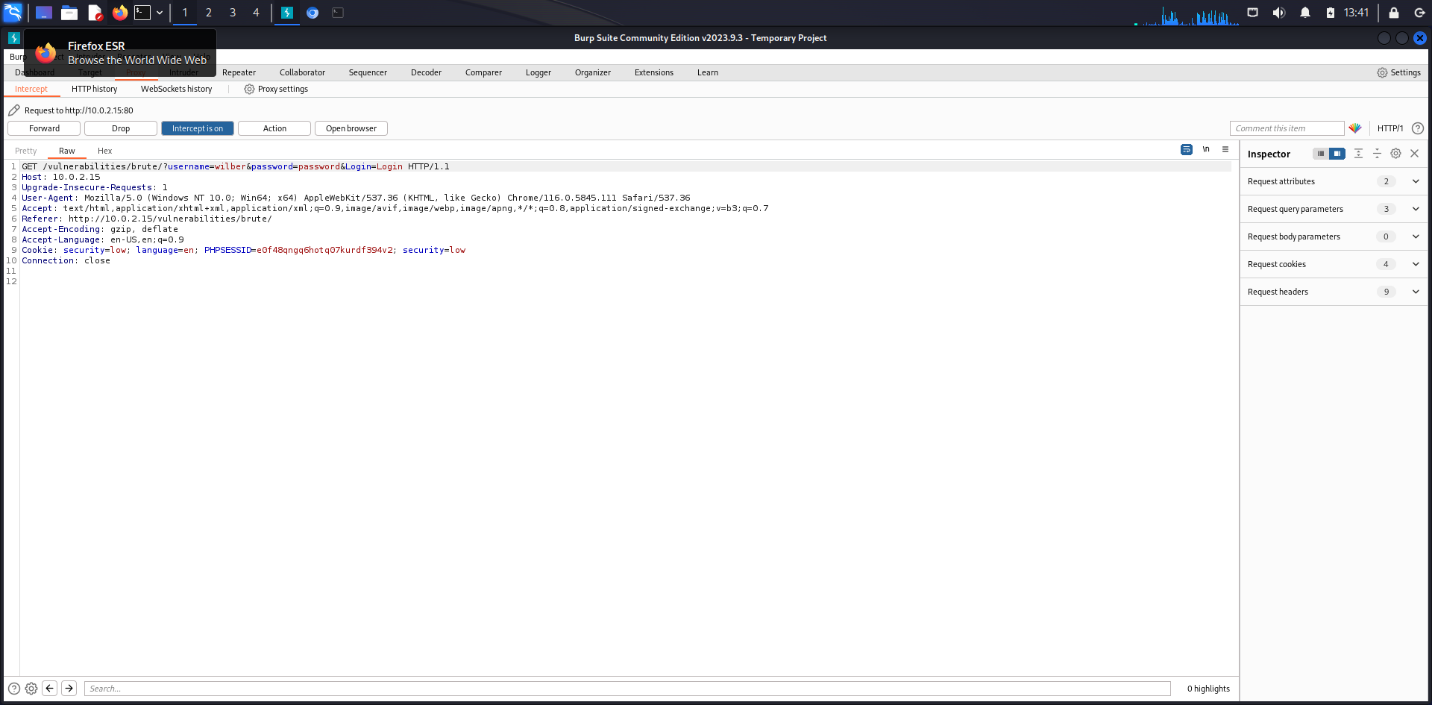 1 2 3 4 13:41
Firefox ESR
Browse the World Wide Web
Burp Suite Community Edition v2023.9.3 - Temporary Project
Burp
Dashboard Target Proxy Intruder Repeater Collaborator Sequencer Decoder Comparer Logger Organizer Extensions Learn Settings
Intercept HTTP history WebSockets history Proxy settings
Request to http://10.0.2.15:80
Forward Drop Intercept is on Action Open browser Comment this item HTTP/1
Pretty Raw Hex \n Inspector
1 GET /vulnerabilities/brute/?username=wilber&password=password&Login=Login HTTP/1.1
2 Host: 10.0.2.15
3 Upgrade-Insecure-Requests: 1
4 User-Agent: Mozilla/5.0 (Windows NT 10.0; Win64; x64) AppleWebKit/537.36 (KHTML, like Gecko) Chrome/116.0.5845.111 Safari/537.36
5 Accept: text/html,application/xhtml+xml,application/xml;q=0.9,image/avif,image/webp,image/apng,*/*;q=0.8,application/signed-exchange;v=b3;q=0.7
6 Referer: http://10.0.2.15/vulnerabilities/brute/
7 Accept-Encoding: gzip, deflate
8 Accept-Language: en-US,en;q=0.9
9 Cookie: security=low; language=en; PHPSESSID=e0f48qngq6hotq07kurdf394v2; security=low
10 Connection: close
11
12
Request attributes 2
Request query parameters 3
Request body parameters 0
Request cookies 4
Request headers 9
Search... 0 highlights